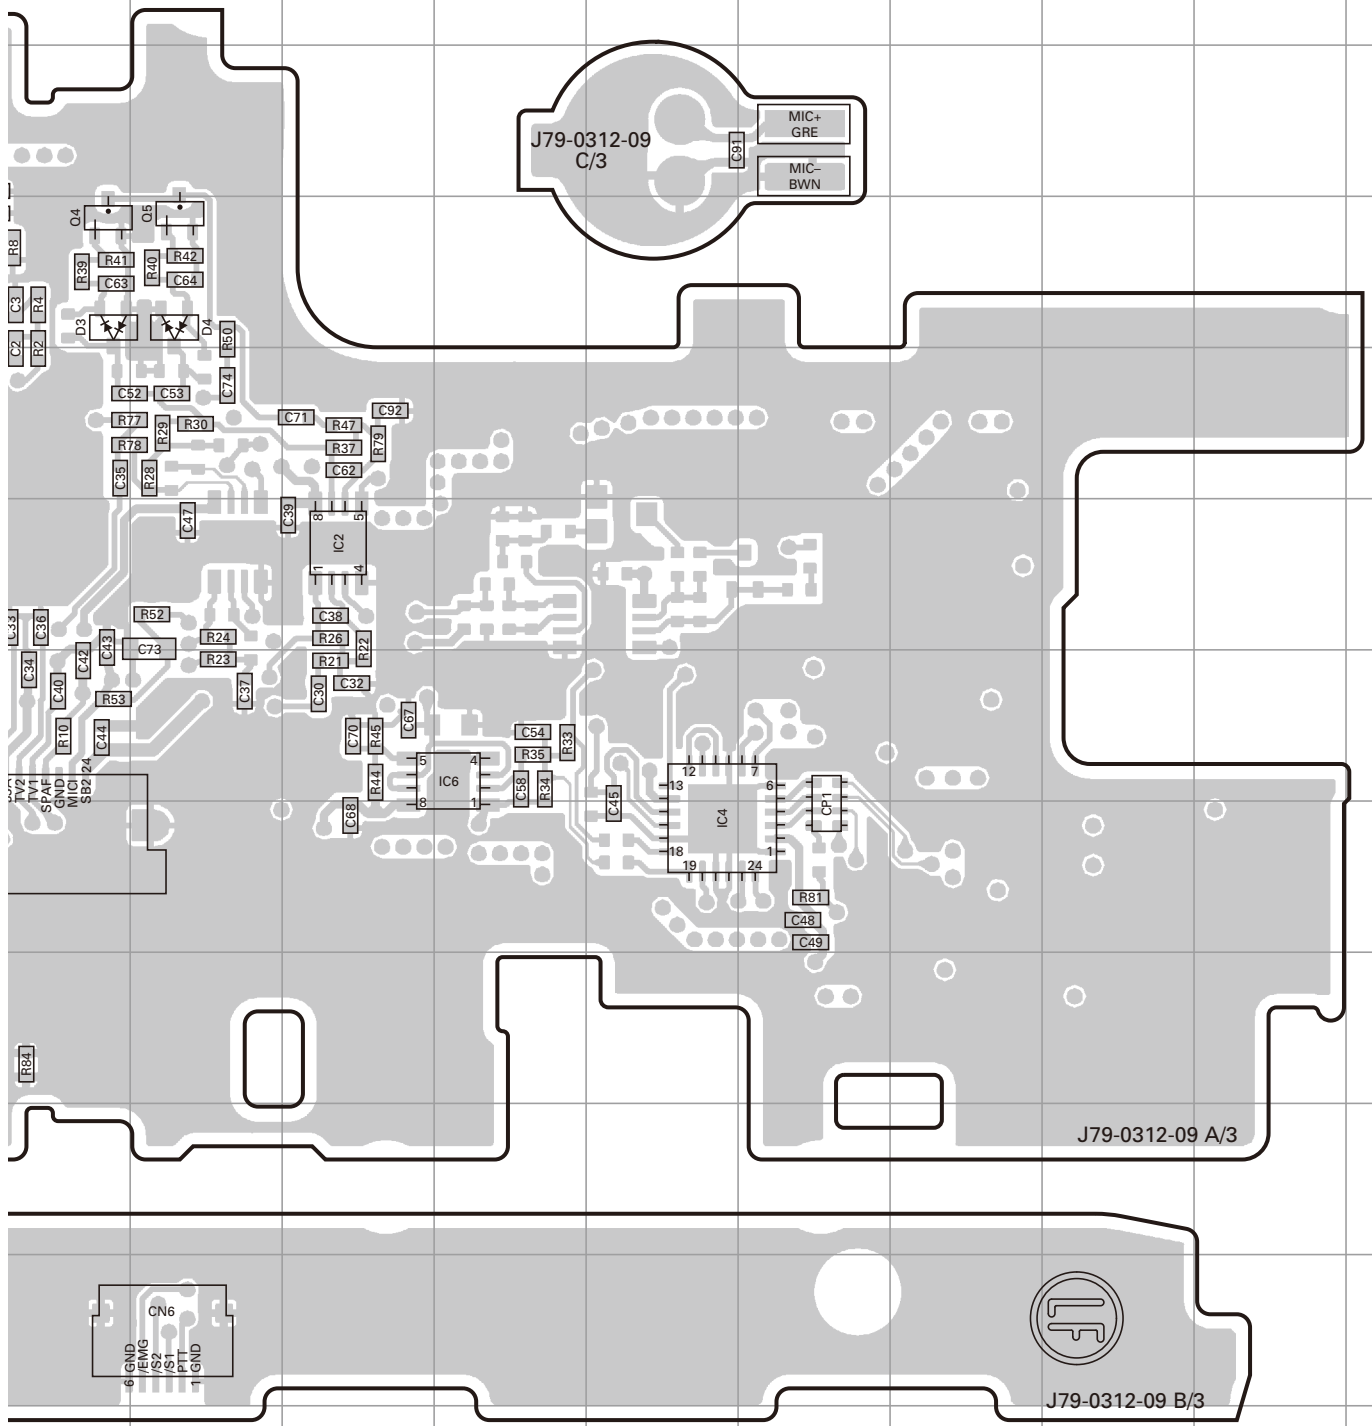 J79-0312-09
C/3
C91
MIC+
GRE
MIC–
BWN
Q4
Q5
R8
R39
R41
R40
R42
C63
C64
C3
R4
D3
D4
R50
C2
R2
C74
C52
C53
C92
R77
R29
R30
C71
R47
R79
R78
R37
C35
R28
C62
C47
C39
8
5
IC2
1
4
C36
R52
C38
C34
C42
C43
C73
R24
R26
R22
R23
R21
C40
R53
C37
C30
C32
R10
C44
C70
R45
C67
C54
R33
R35
24
TV2
TV1
SPAF
GND
MICI
SB2
R44
5
4
IC6
8
1
C58
R34
C68
C45
12
7
13
6
IC4
18
1
19
24
CP1
R81
C48
C49
R84
J79-0312-09 A/3
CN6
6
GND
/EMG
/S2
/S1
PTT
GND
1
LF
J79-0312-09 B/3